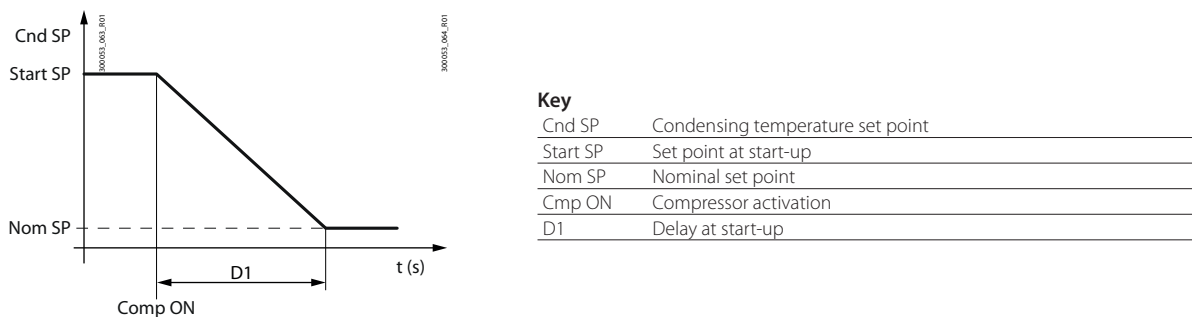 Cnd SP
Start SP
Nom SP
D1
t (s)
Comp ON
300053_063_R01
300053_064_R01
Key
Cnd SP Condensing temperature set point
Start SP Set point at start-up
Nom SP Nominal set point
Cmp ON Compressor activation
D1 Delay at start-up